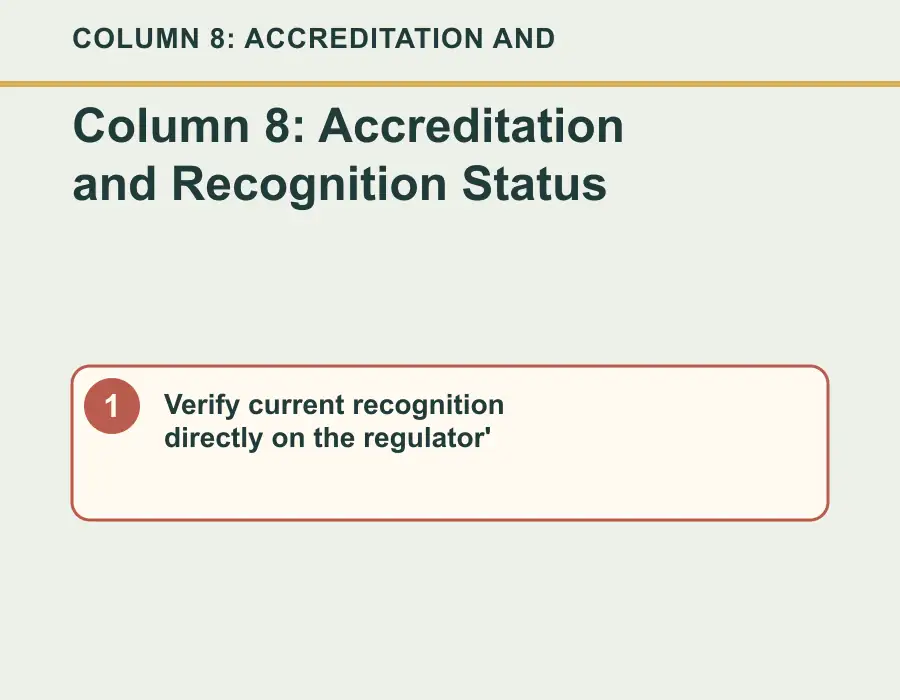 COLUMN 8: ACCREDITATION AND
Column 8: Accreditation
and Recognition Status
1
Verify current recognition
directly on the regulator'